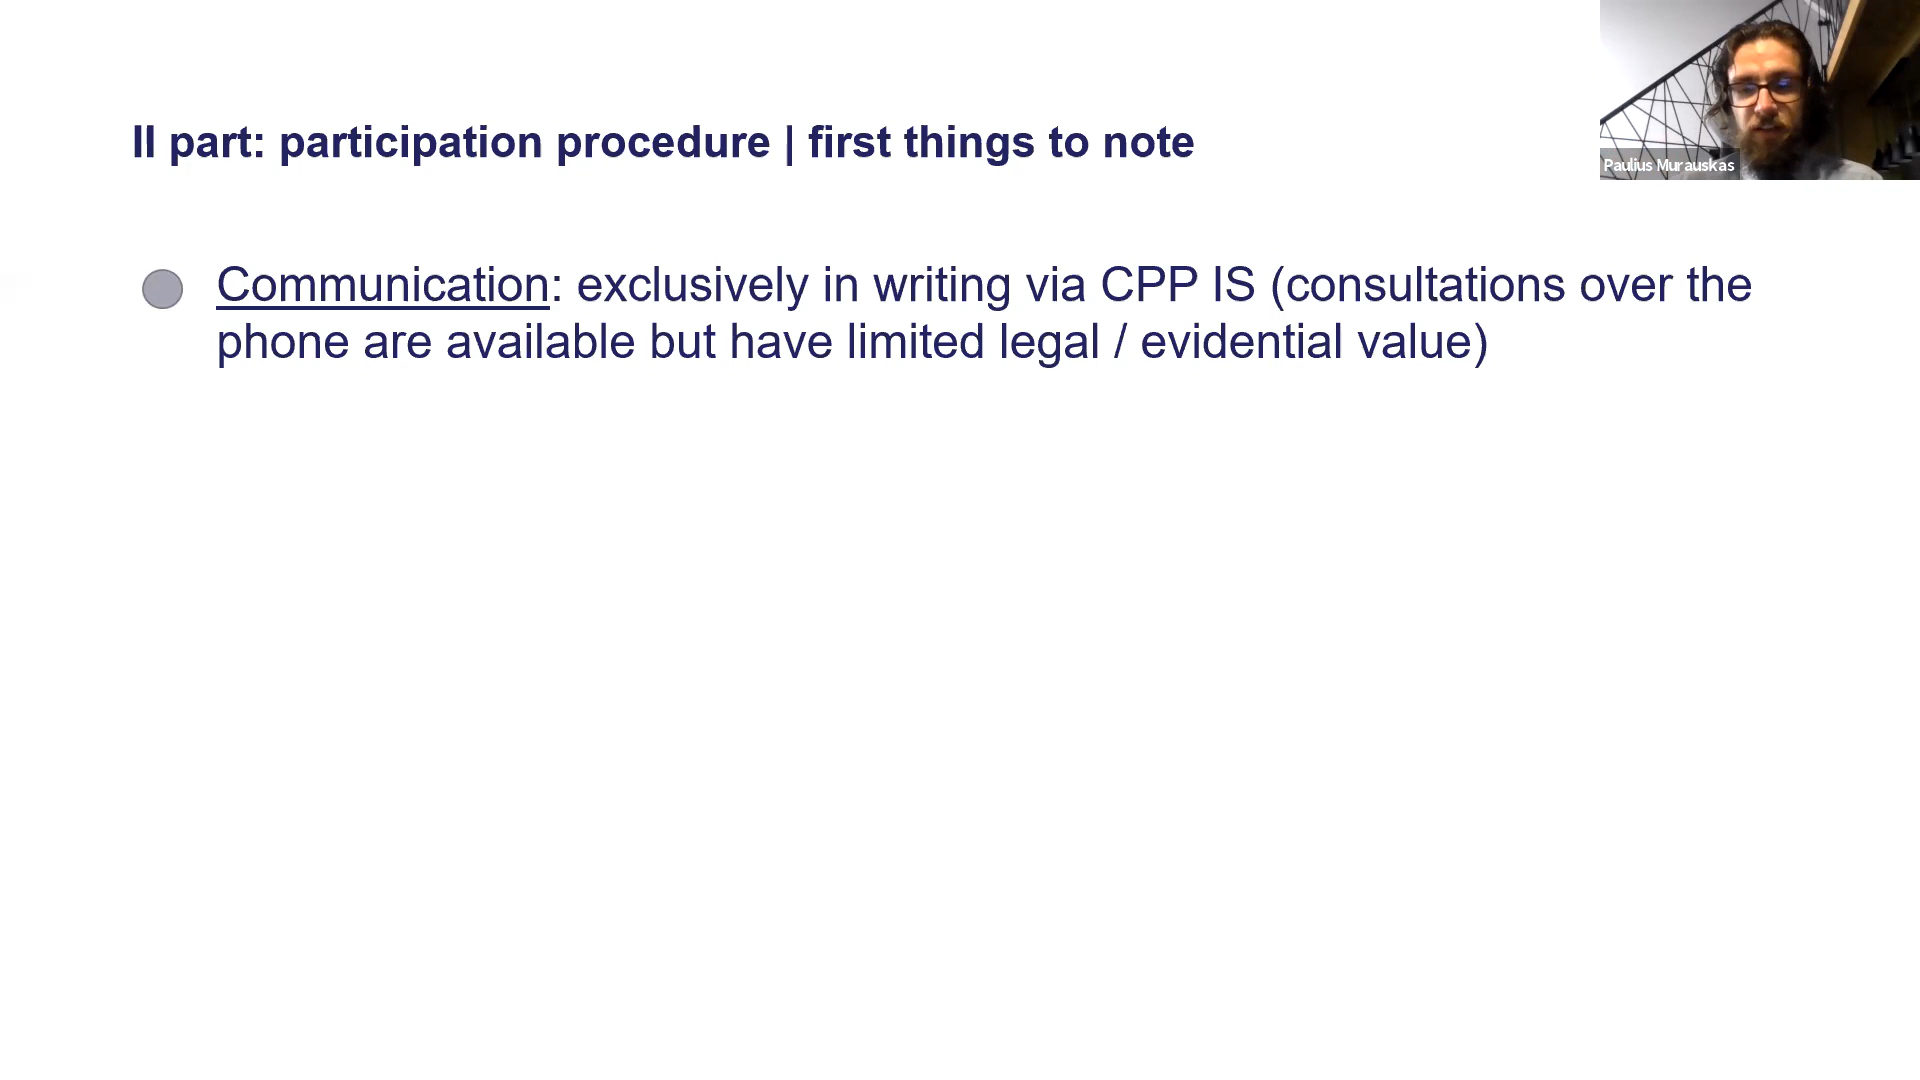 II part: participation procedure | first things to note
Paulius Murauskas
Communication: exclusively in writing via CPP IS (consultations over the
phone are available but have limited legal / evidential value)